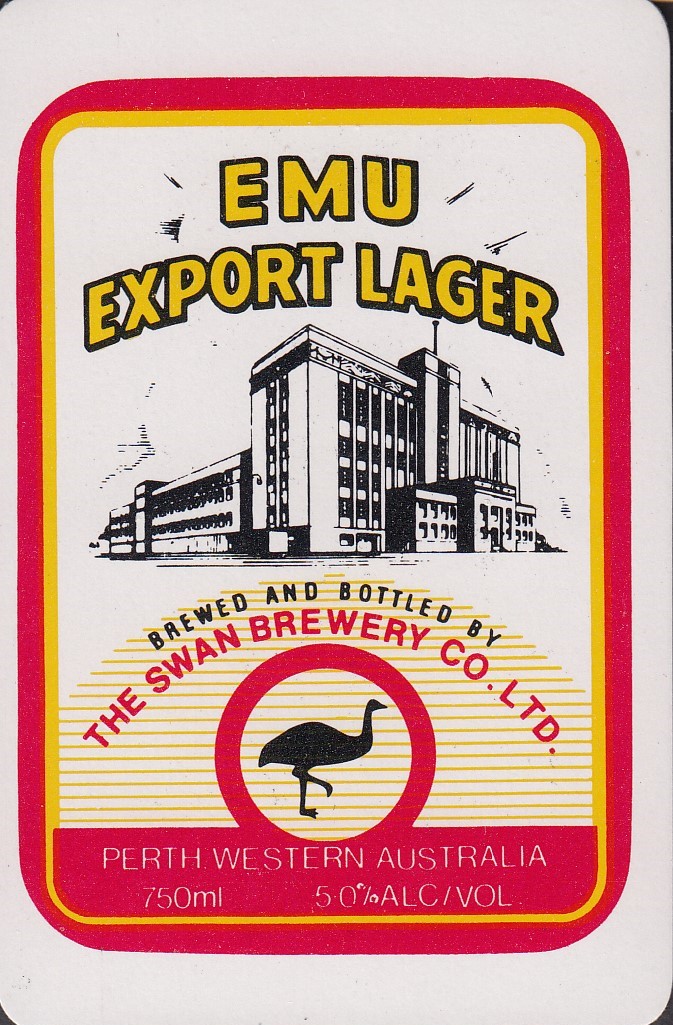 EMU
EXPORT LAGER
BREWED AND BOTTLED BY
THE SWAN BREWERY CO. LTD.
PERTH WESTERN AUSTRALIA
750ml 5·0%ALC/VOL